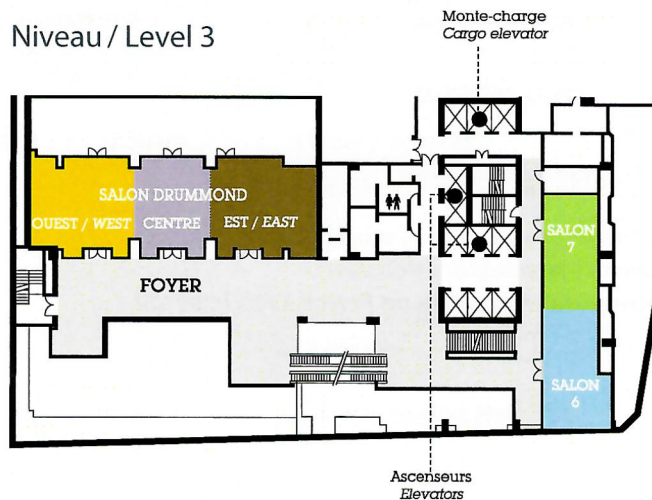 Niveau / Level 3
Monte-charge
Cargo elevator
SALON DRUMMOND
OUEST / WEST
CENTRE
EST / EAST
SALON
7
FOYER
SALON
6
Ascenseurs
Elevators